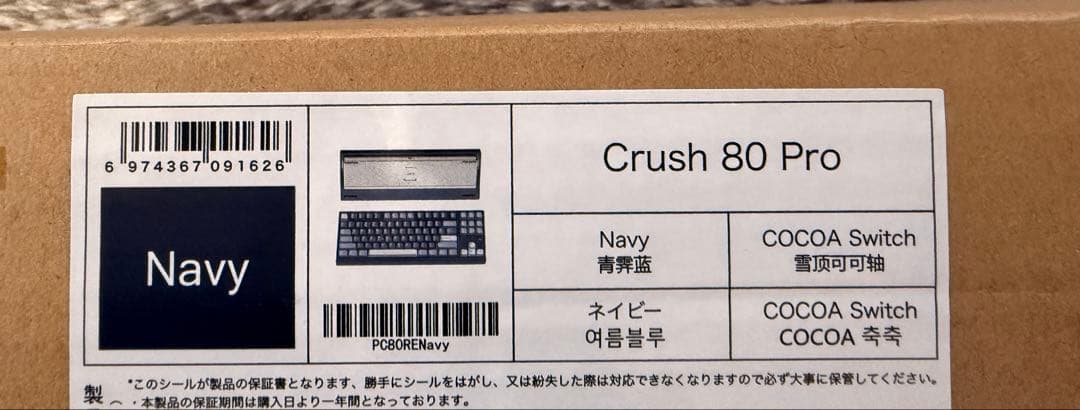 6 974367 091626
Navy
PC80RENavy
Crush 80 Pro
Navy
青霁蓝
COCOA Switch
雪顶可可轴
ネイビー
여름블루
COCOA Switch
COCOA 축축
製
*このシールが製品の保証書となります、勝手にシールをはがし、又は紛失した際は対応できなくなりますので必ず大事に保管してください。
・本製品の保証期間は購入日より一年間となっております。